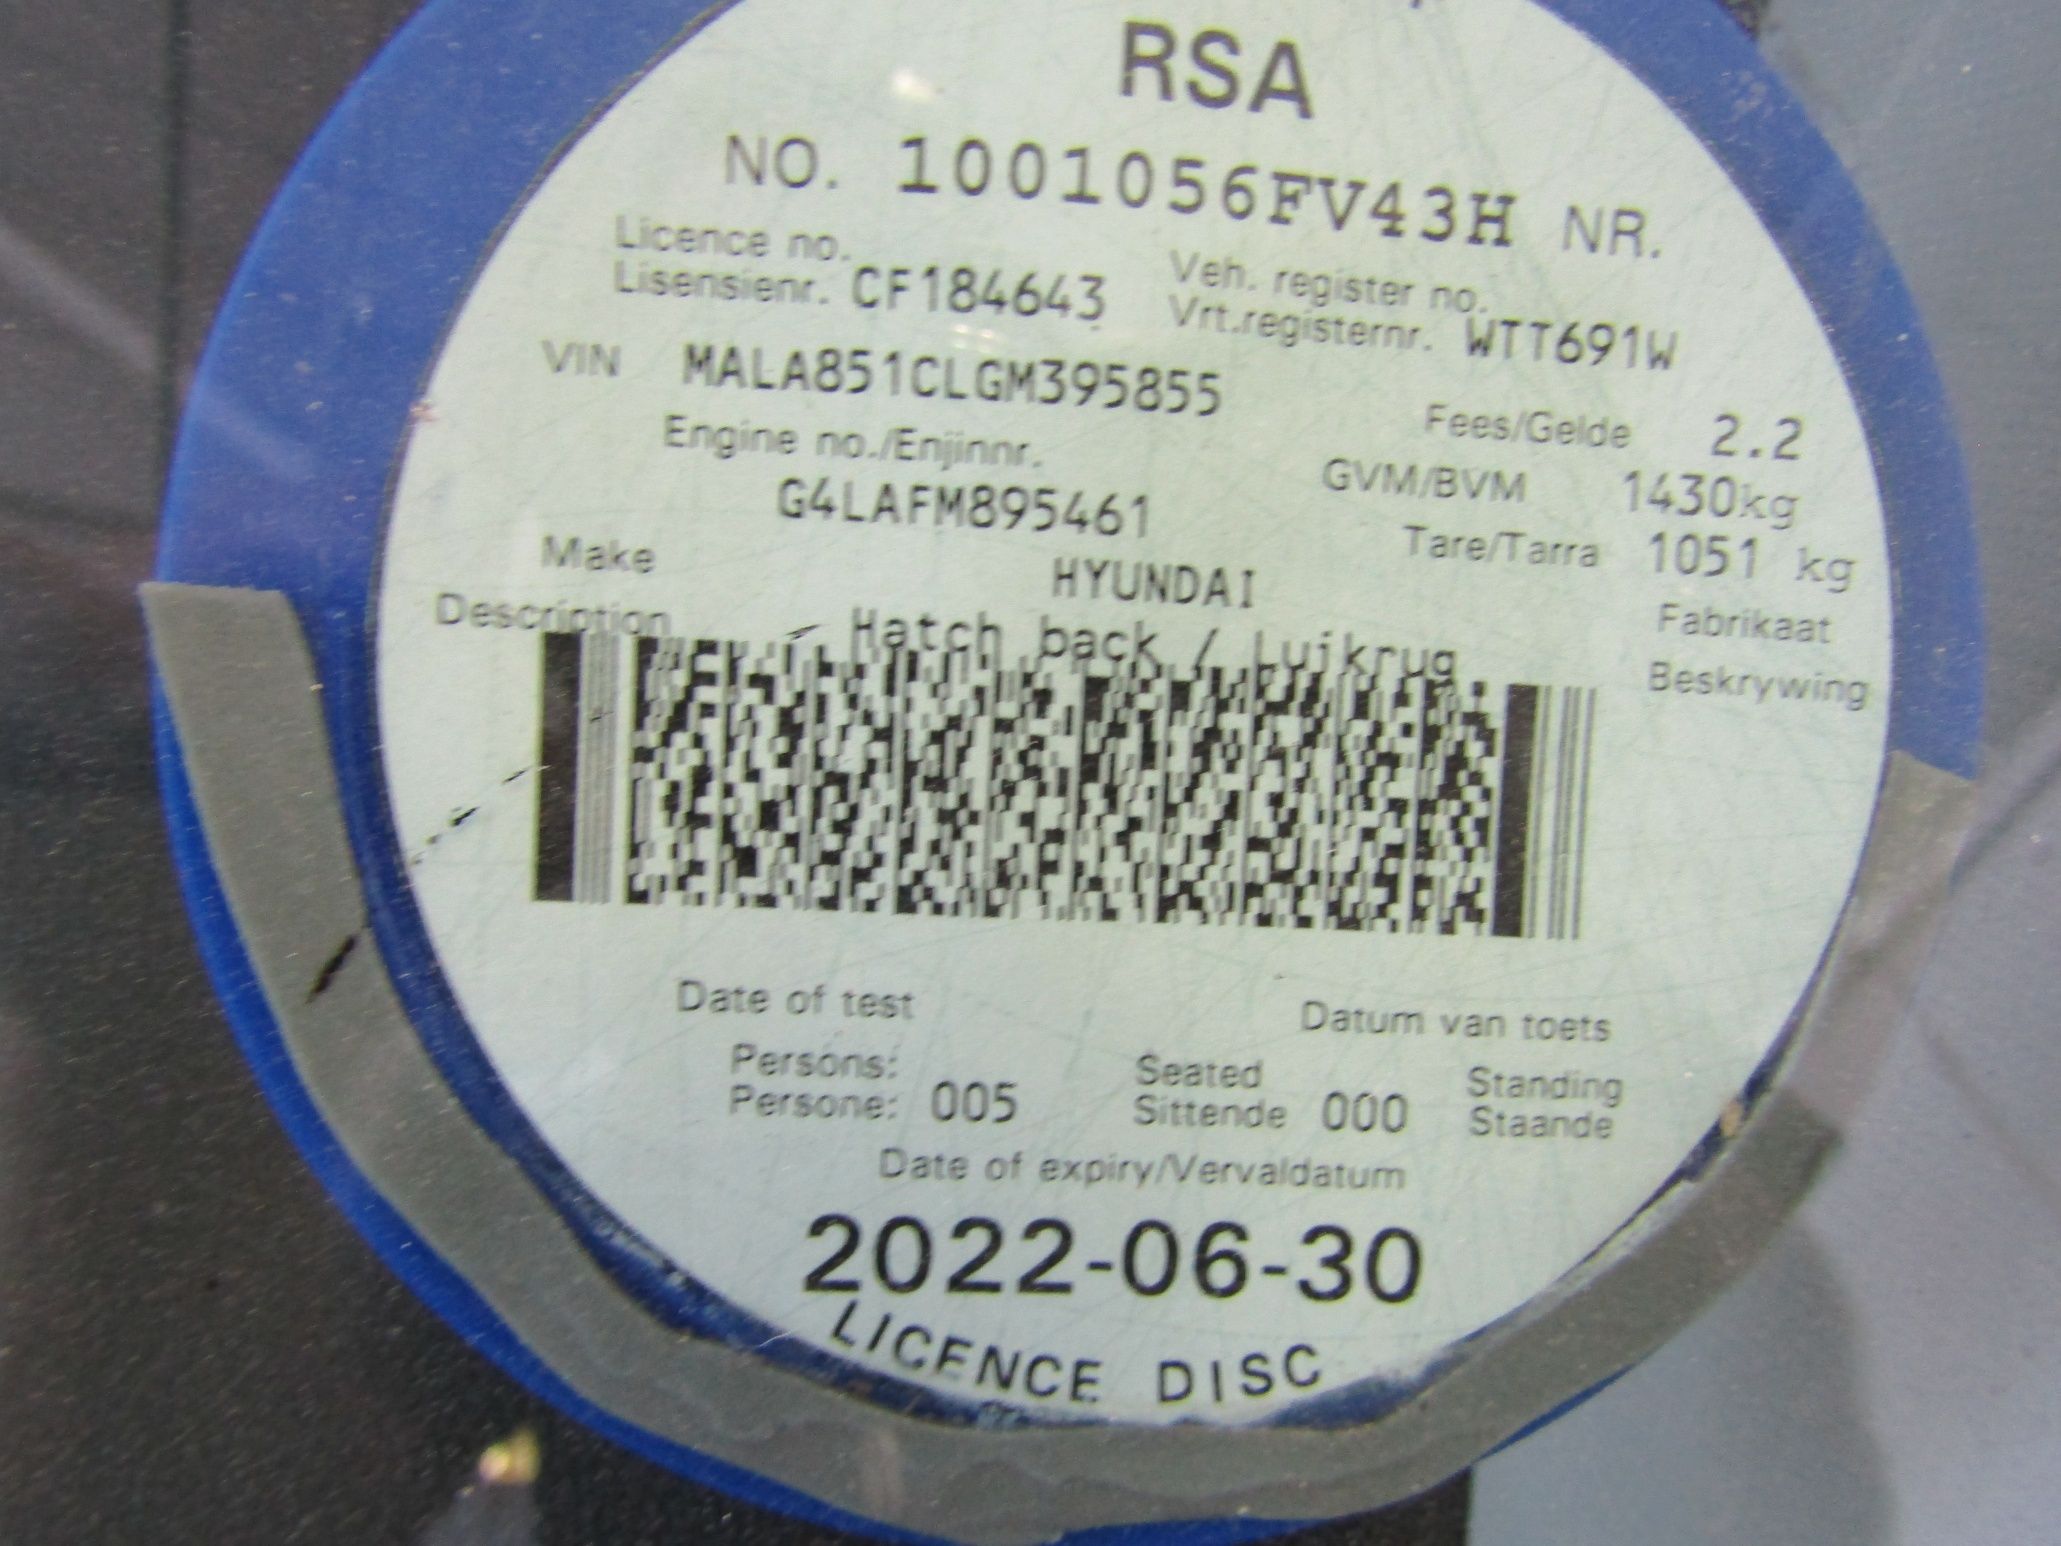 RSA
NO. 1001056FV43H NR.
Licence no.
Lisensienr. CF184643
Veh. register no.
Vrt.registernr. WTT691W
VIN MALA851CLGM395855
Fees/Gelde 2.2
Engine no./Enjinnr.
G4LAFM895461
GVM/BVM 1430kg
Tare/Tarra 1051 kg
Make HYUNDAI Fabrikaat
Description Hatch back / Luikrug Beskrywing
Date of test Datum van toets
Persons: Seated Standing
Persone: 005 Sittende 000 Staande
Date of expiry/Vervaldatum
2022-06-30
LICENCE DISC